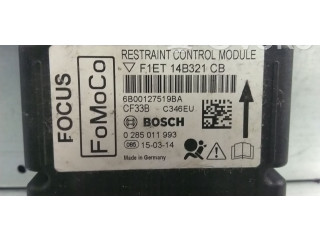 RESTRAINT CONTROL MODULE
F1ET 14B321 CB
6B00127519BA
CF33B C346EU
BOSCH
0 285 011 993
085 15-03-14
Made in Germany
FOCUS
FoMoCo